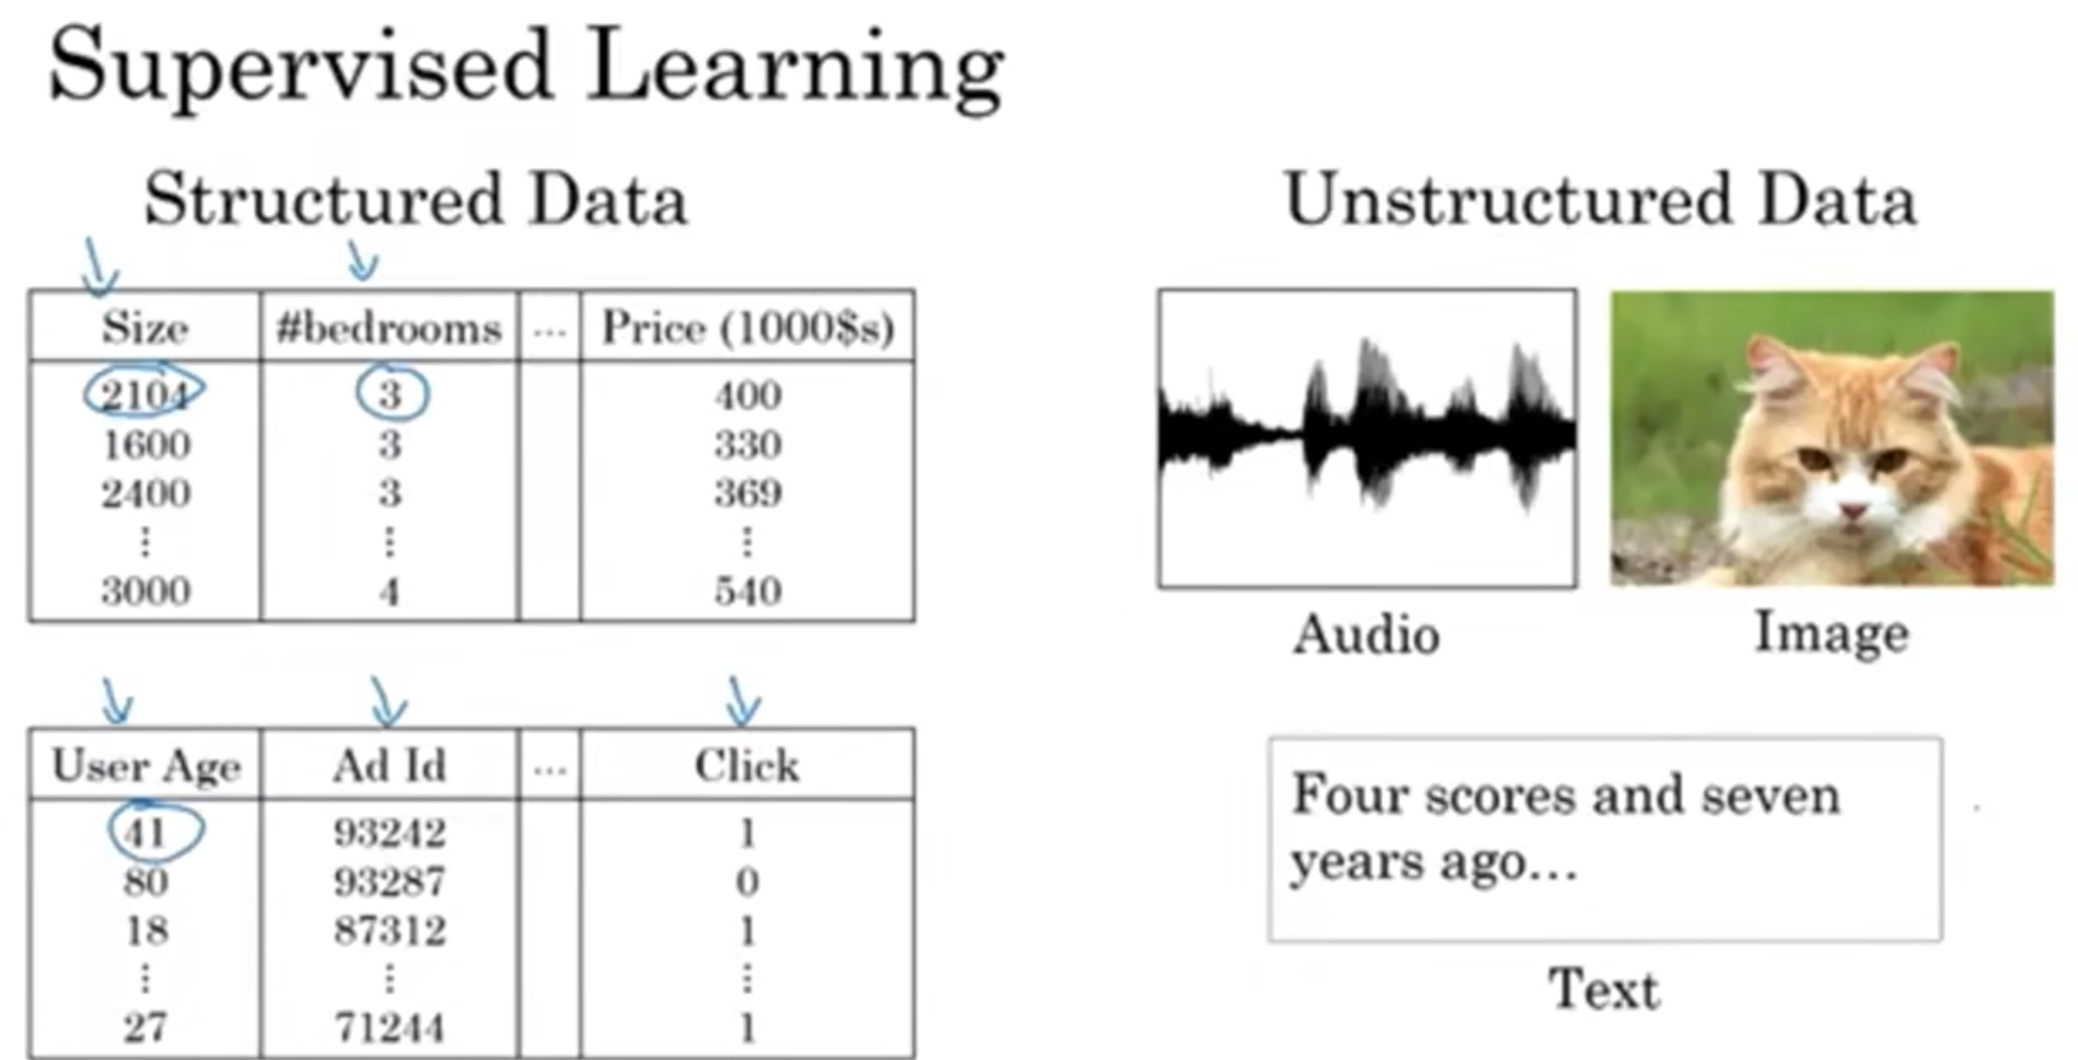 Supervised Learning
Structured Data
Size #bedrooms ... Price (1000$s)
2104 3 400
1600 3 330
2400 3 369
⋮ ⋮ ⋮
3000 4 540
User Age Ad Id ... Click
41 93242 1
80 93287 0
18 87312 1
⋮ ⋮ ⋮
27 71244 1
Unstructured Data
Audio Image
Four scores and seven
years ago...
Text